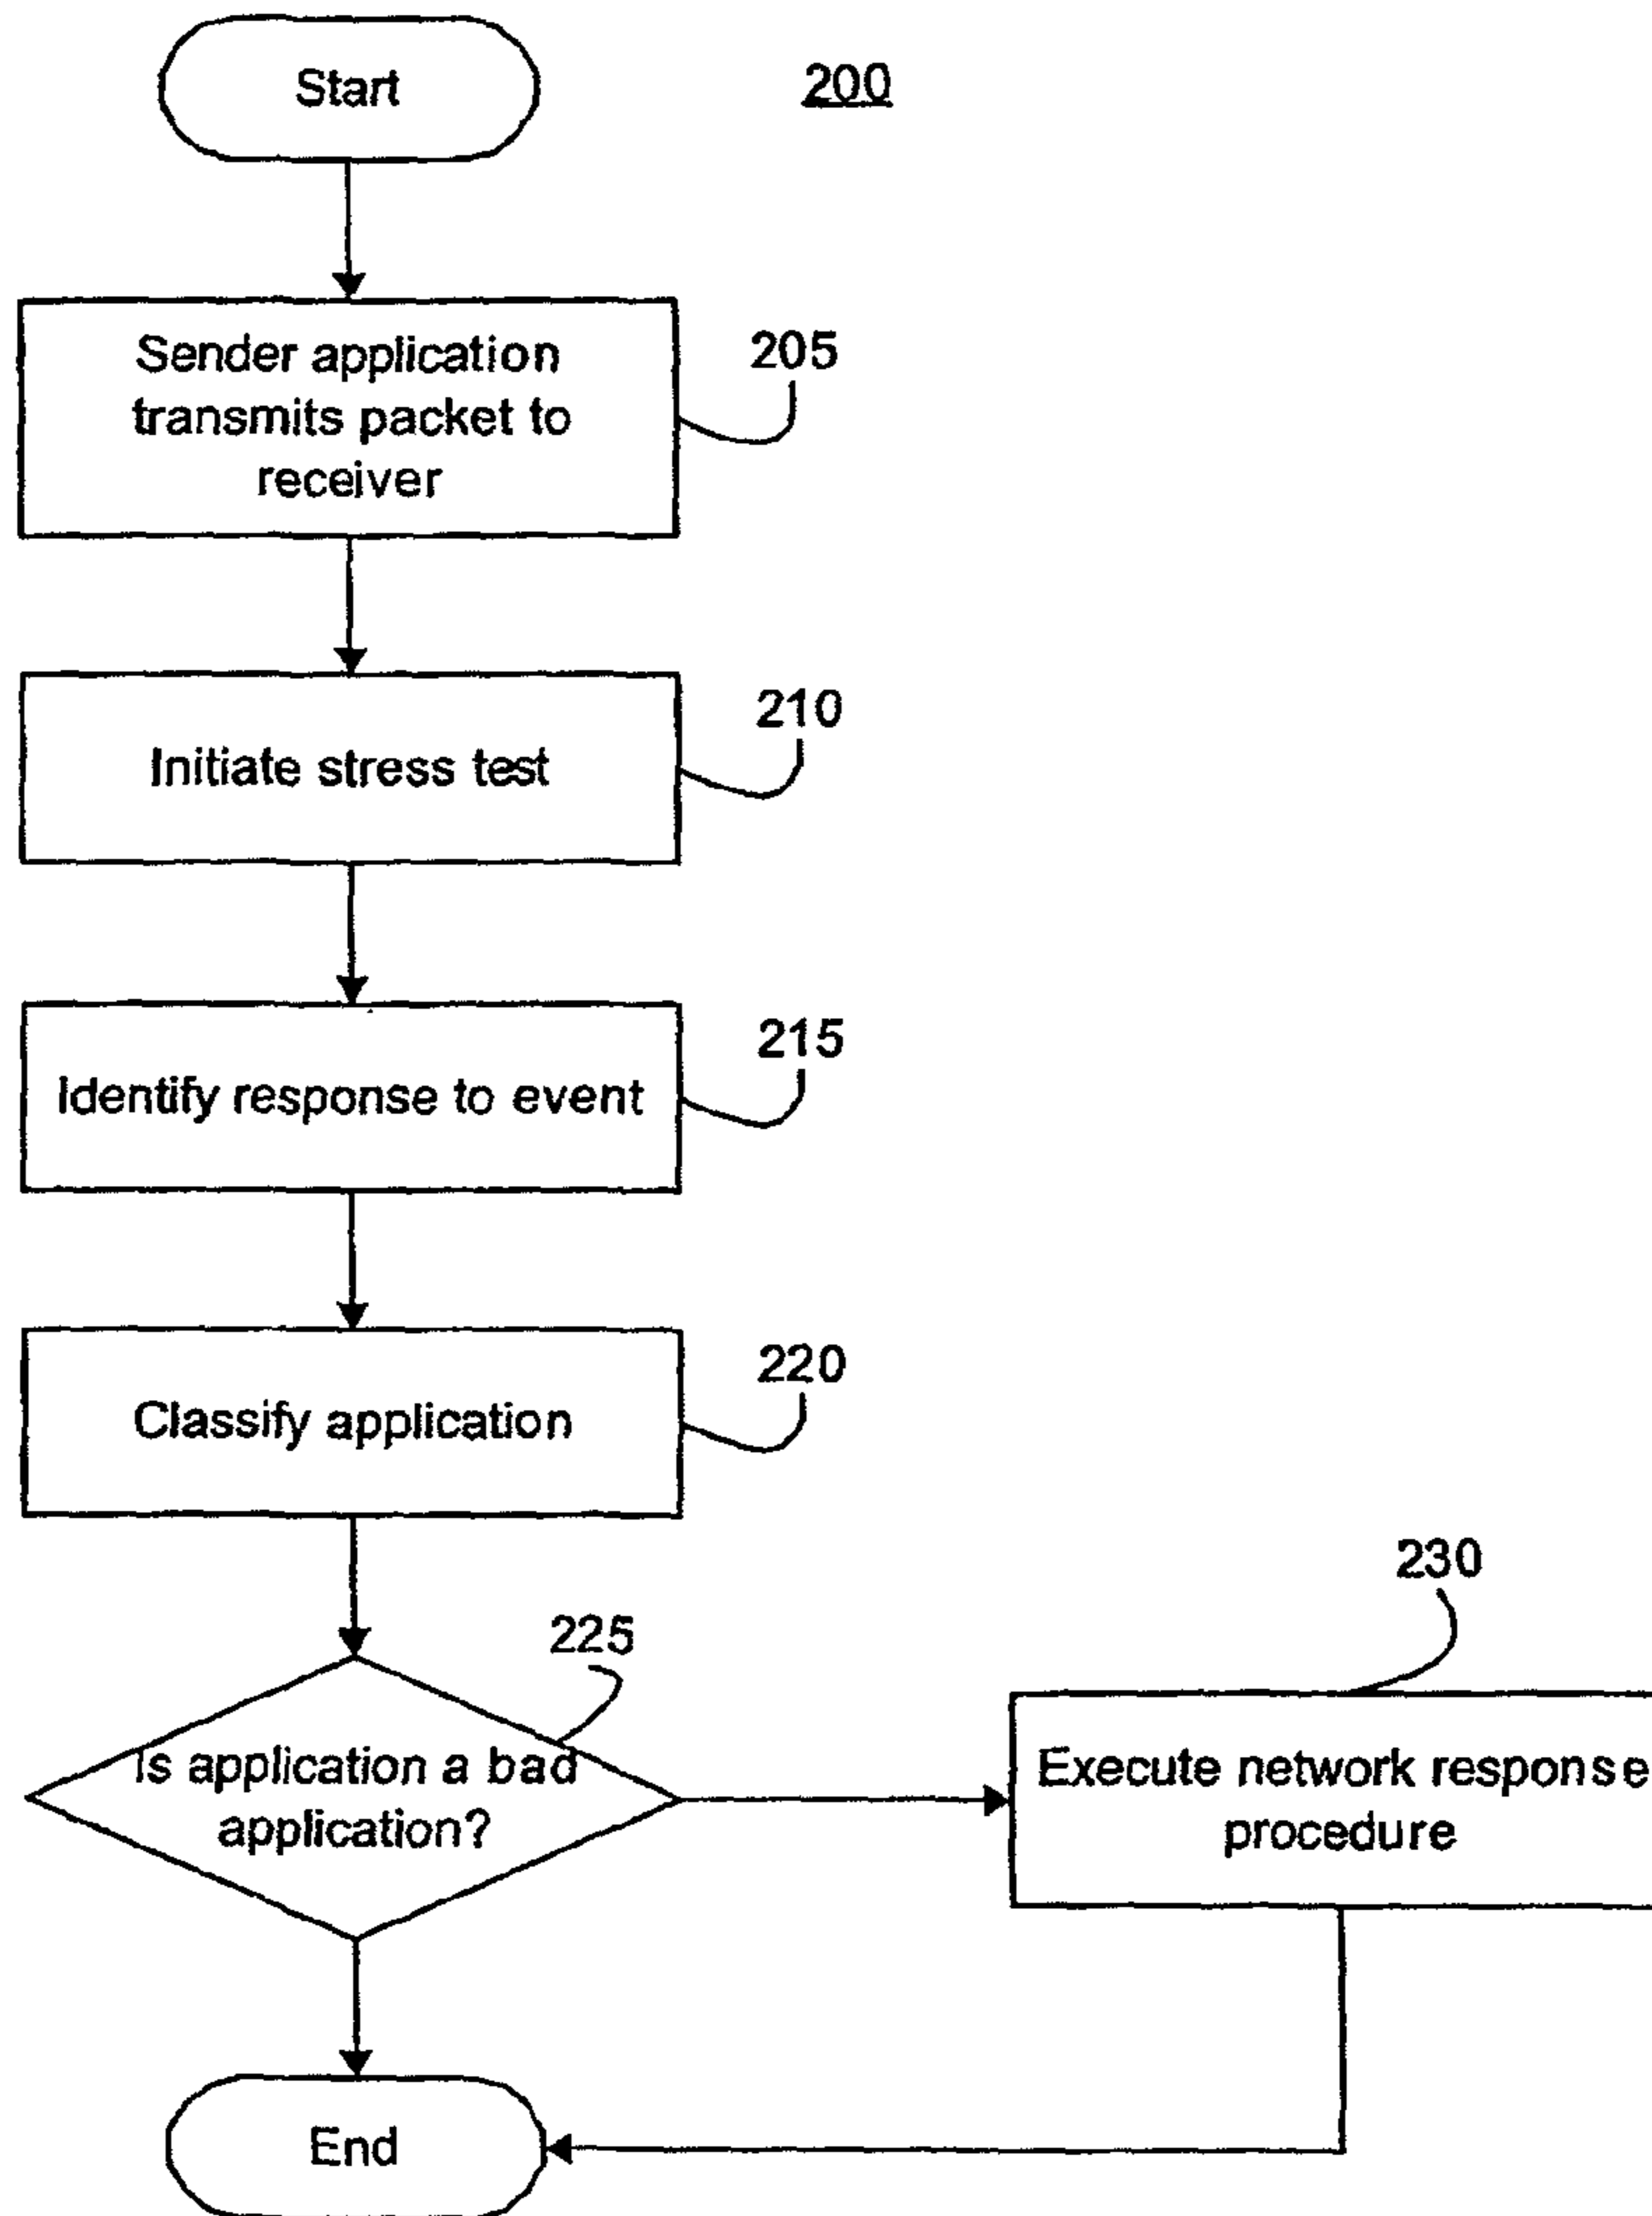 Start
200
Sender application
transmits packet to
receiver
205
Initiate stress test
210
Identify response to event
215
Classify application
220
225
Is application a bad
application?
230
Execute network response
procedure
End